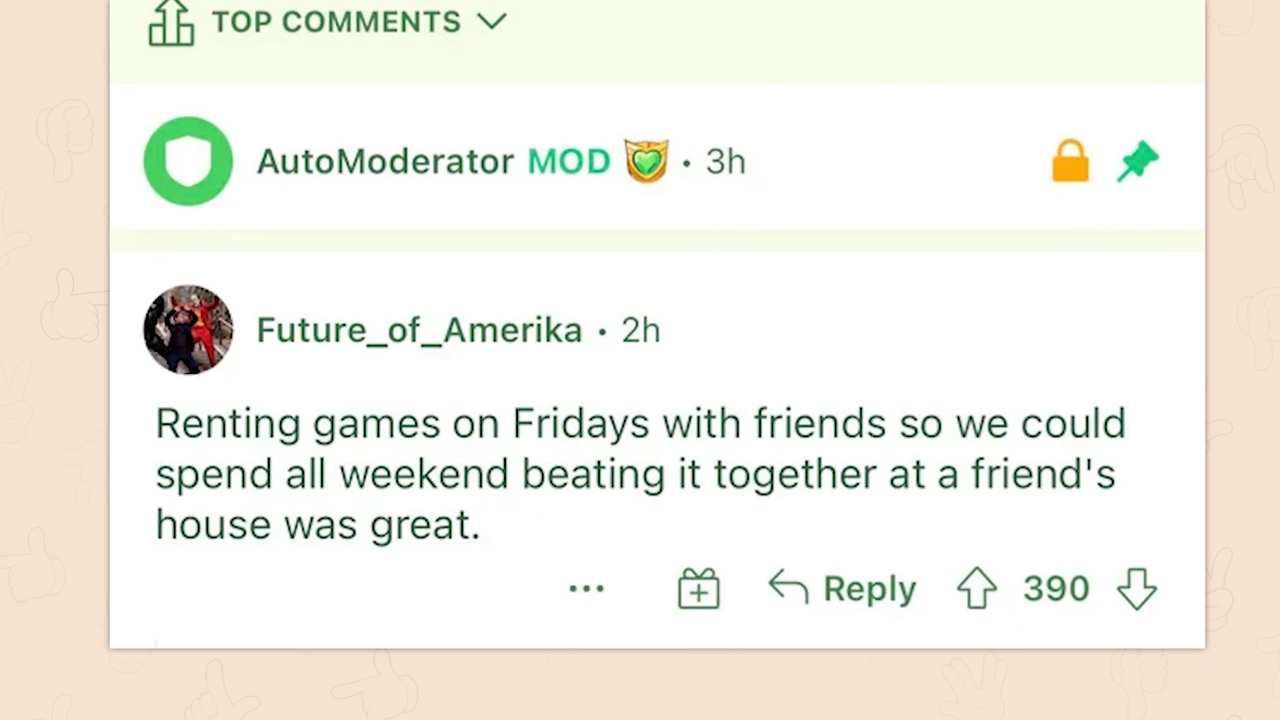 TOP COMMENTS
AutoModerator MOD • 3h
Future_of_Amerika • 2h
Renting games on Fridays with friends so we could
spend all weekend beating it together at a friend's
house was great.
... Reply 390